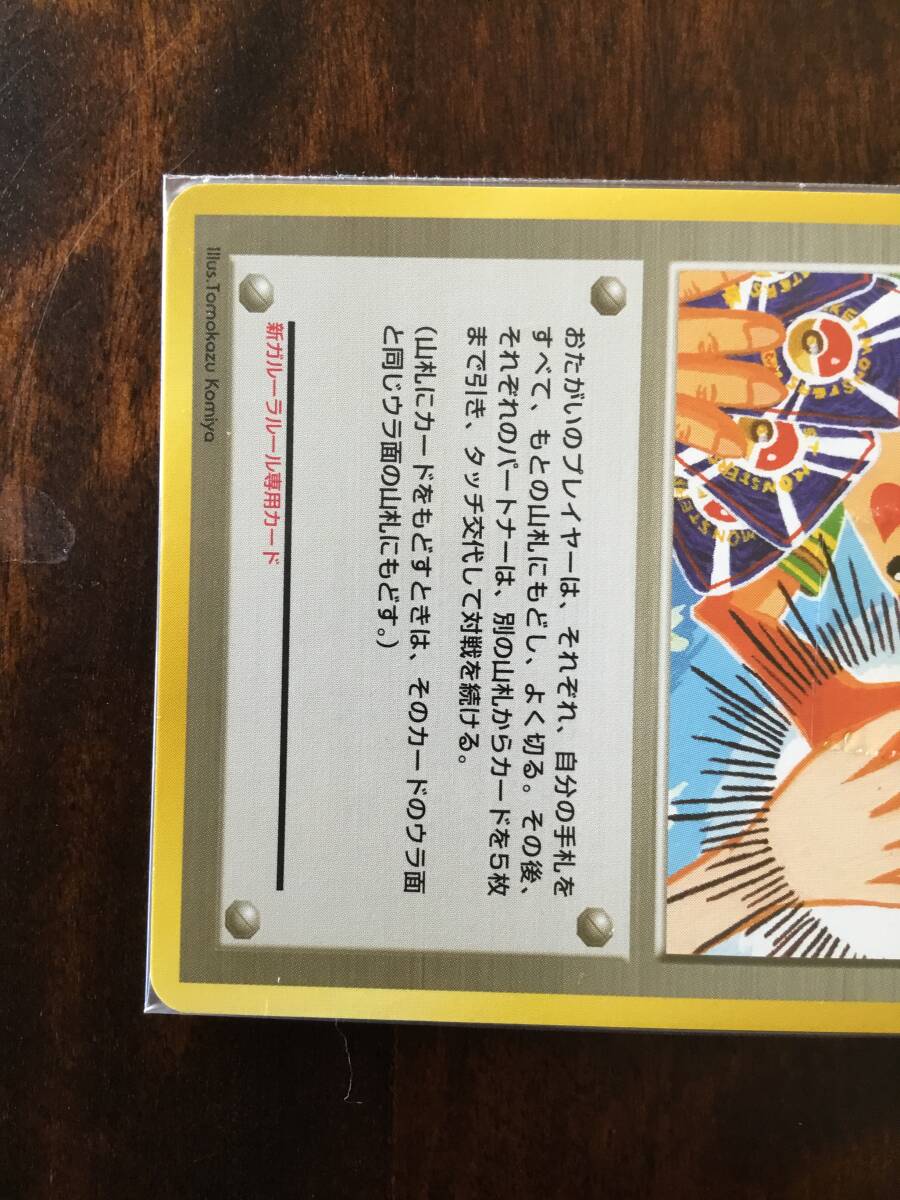 おたがいのプレイヤーは、それぞれ、自分の手札を
すべて、もとの山札にもどし、よく切る。その後、
それぞれのパートナーは、別の山札からカードを5枚
まで引き、タッチ交代して対戦を続ける。
（山札にカードをもどすときは、そのカードのウラ面
と同じウラ面の山札にもどす。）
新ガルーラルール専用カード
Illus.Tomokazu Komiya